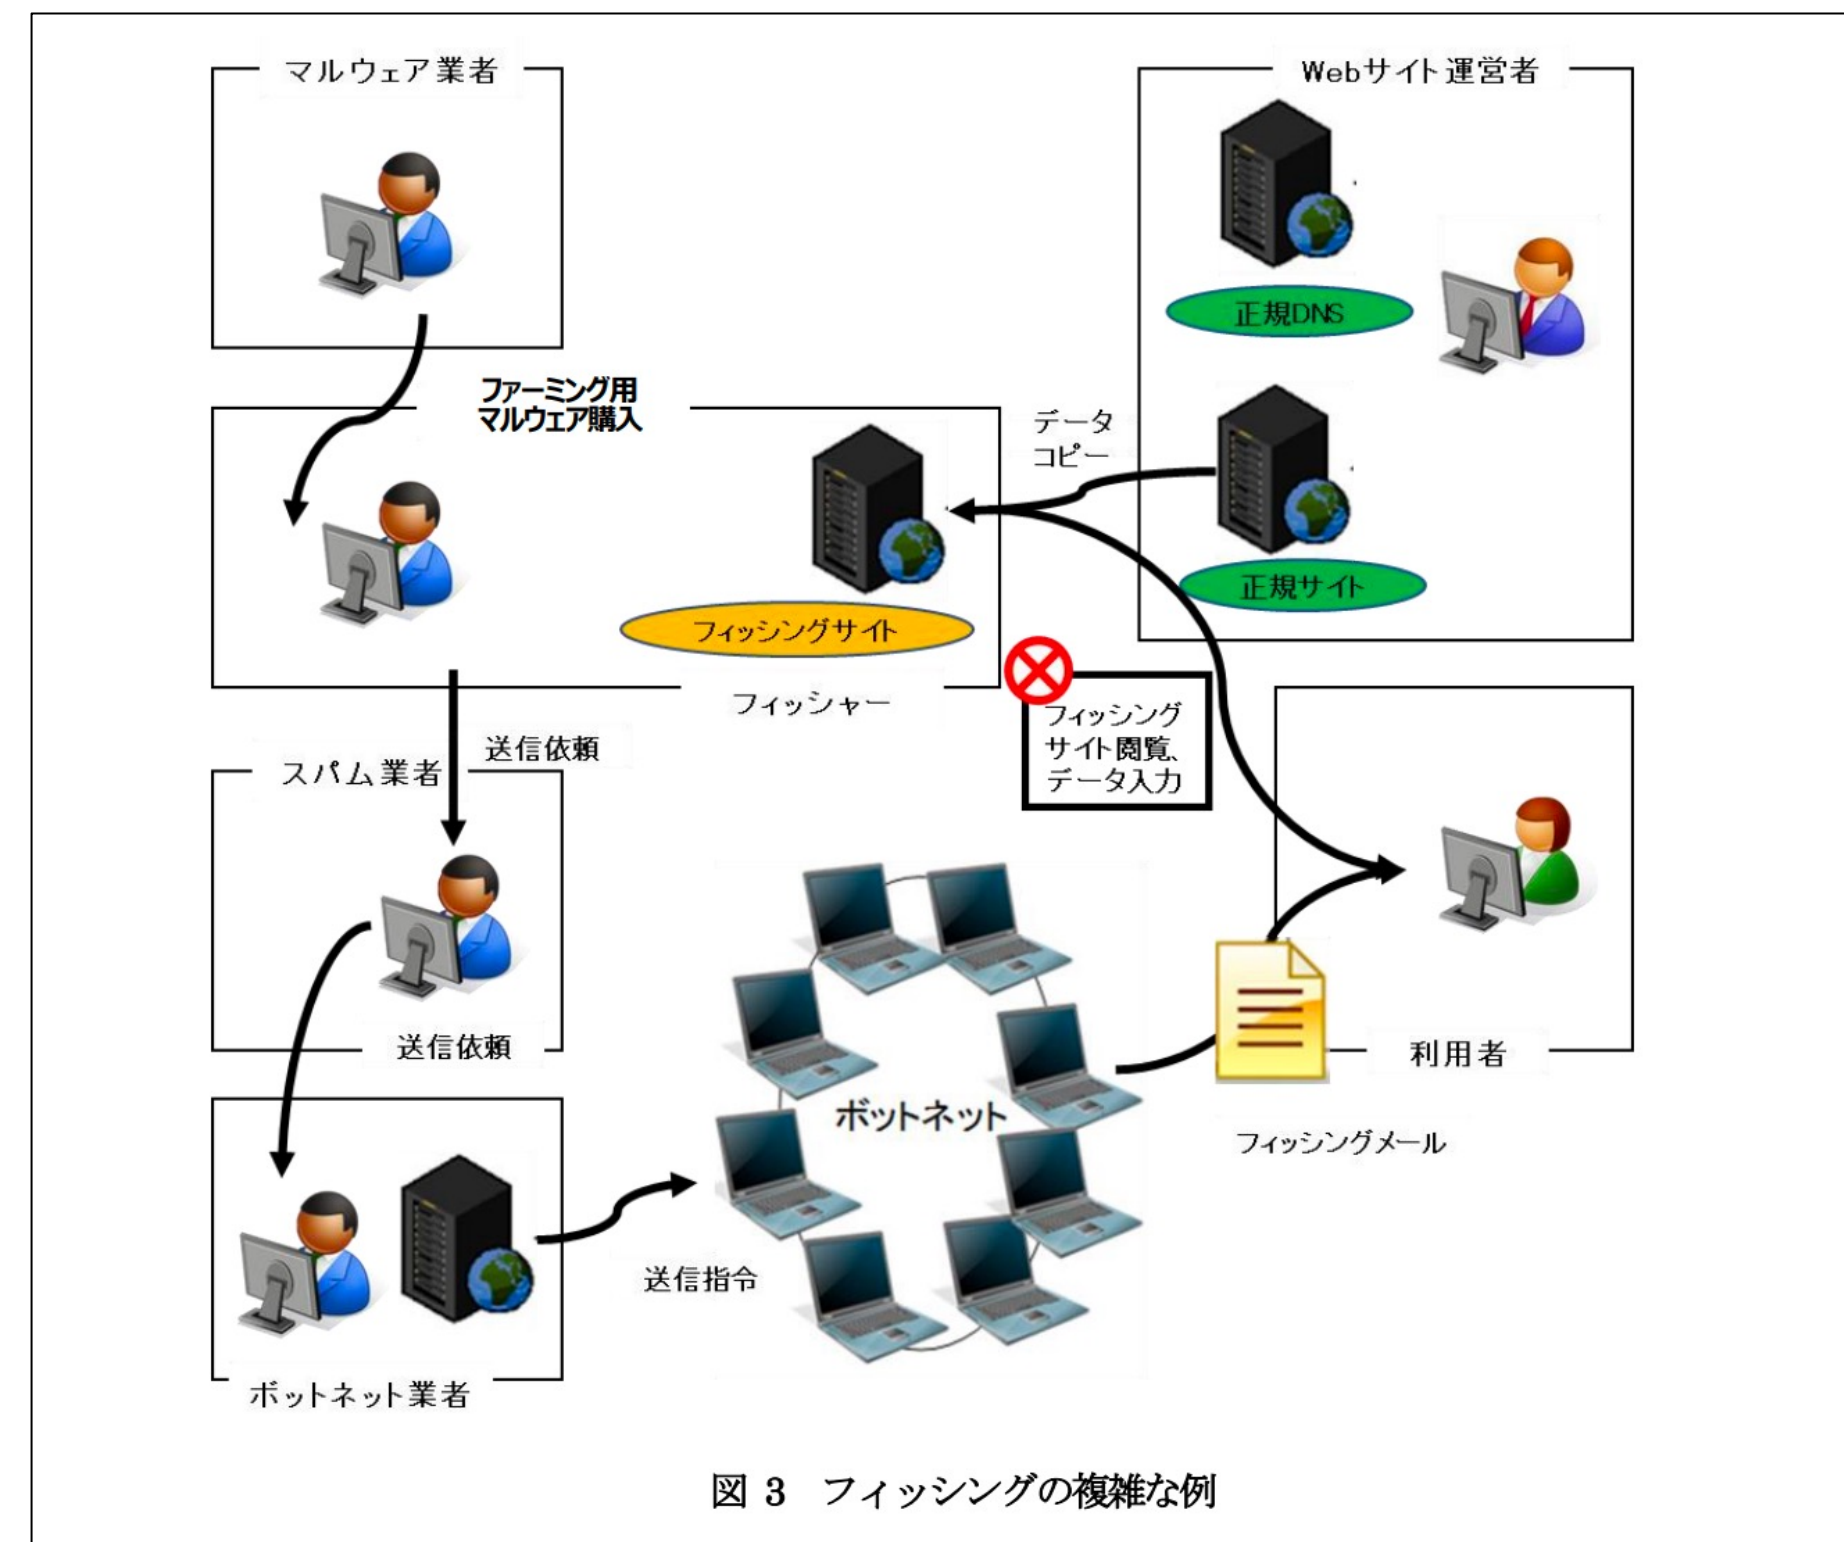 マルウェア業者
Webサイト運営者
正規DNS
ファーミング用
マルウェア購入
データ
コピー
正規サイト
フィッシングサイト
フィッシャー
フィッシング
サイト閲覧、
データ入力
送信依頼
スパム業者
送信依頼
利用者
ボットネット
フィッシングメール
送信指令
ボットネット業者
図 3 フィッシングの複雑な例